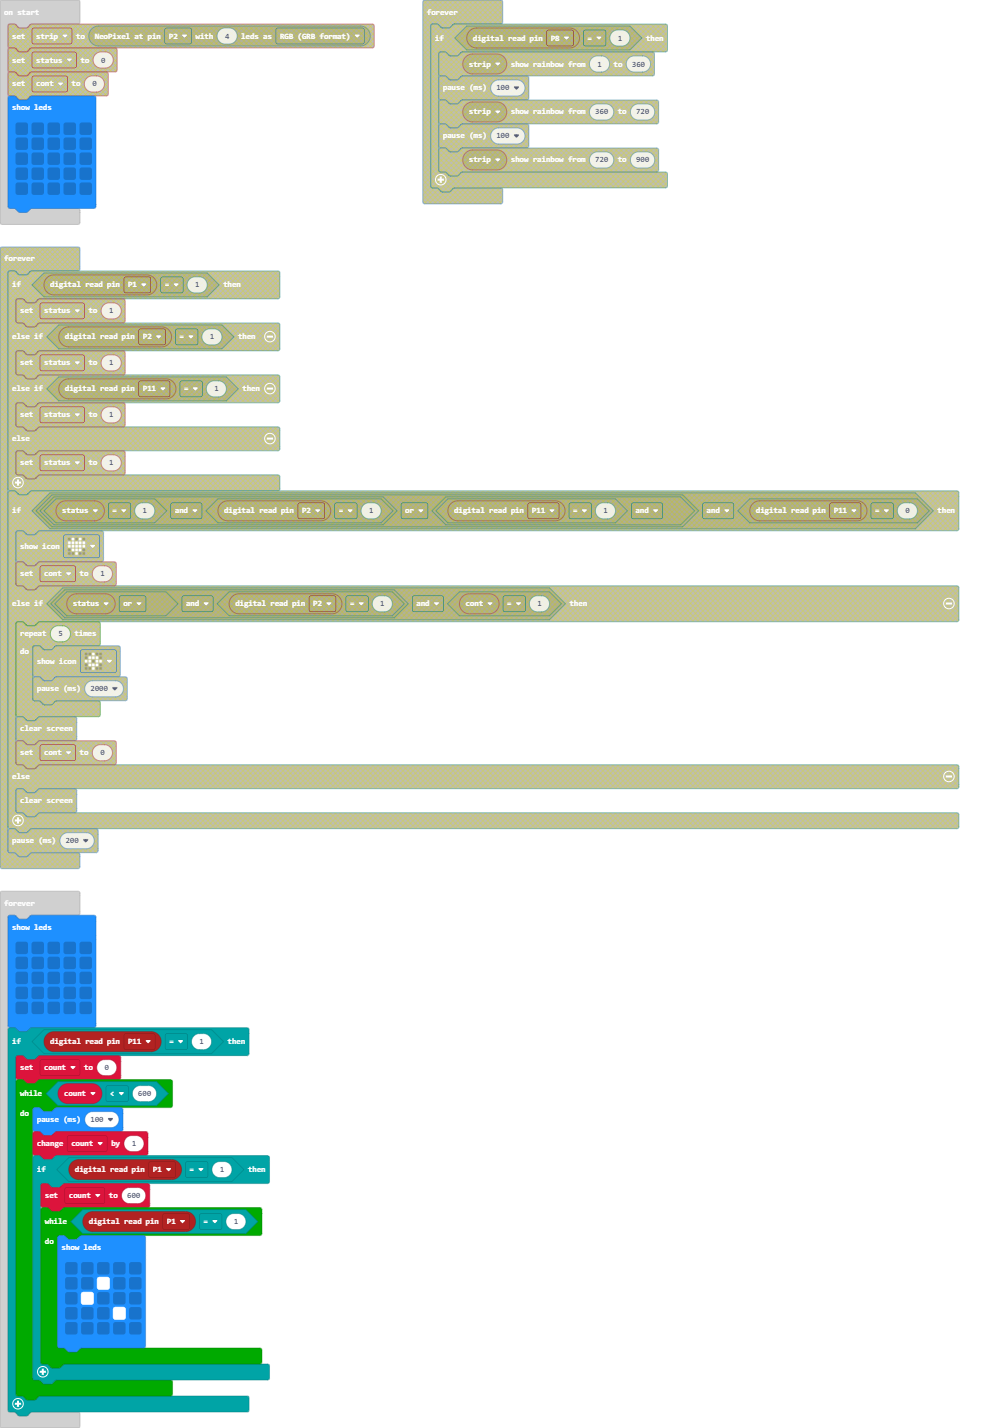 on start
set strip to NeoPixel at pin P2 with 4 leds as RGB (GRB format)
set status to 0
set cont to 0
show leds
forever
if digital read pin P8 = 1 then
strip show rainbow from 1 to 360
pause (ms) 100
strip show rainbow from 360 to 720
pause (ms) 100
strip show rainbow from 720 to 900
forever
if digital read pin P1 = 1 then
set status to 1
else if digital read pin P2 = 1 then
set status to 1
else if digital read pin P11 = 1 then
set status to 1
else
set status to 1
if status = 1 and digital read pin P2 = 1 or digital read pin P11 = 1 and and digital read pin P11 = 0 then
show icon
set cont to 1
else if status or and digital read pin P2 = 1 and cont = 1 then
repeat 5 times
do
show icon
pause (ms) 2000
clear screen
set cont to 0
else
clear screen
pause (ms) 200
forever
show leds
if digital read pin P11 = 1 then
set count to 0
while count < 600
do
pause (ms) 100
change count by 1
if digital read pin P1 = 1 then
set count to 600
while digital read pin P1 = 1
do
show leds